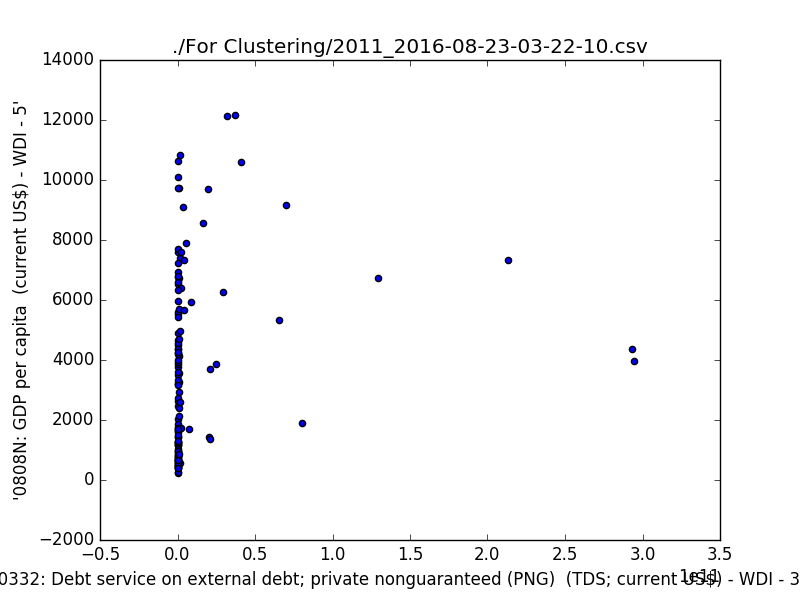 ./For Clustering/2011_2016-08-23-03-22-10.csv
14000
12000
10000
8000
6000
4000
2000
0
−2000
'0808N: GDP per capita  (current US$) - WDI - 5'
−0.5 0.0 0.5 1.0 1.5 2.0 2.5 3.0 3.5
1e11
0332: Debt service on external debt; private nonguaranteed (PNG)  (TDS; current US$) - WDI - 3